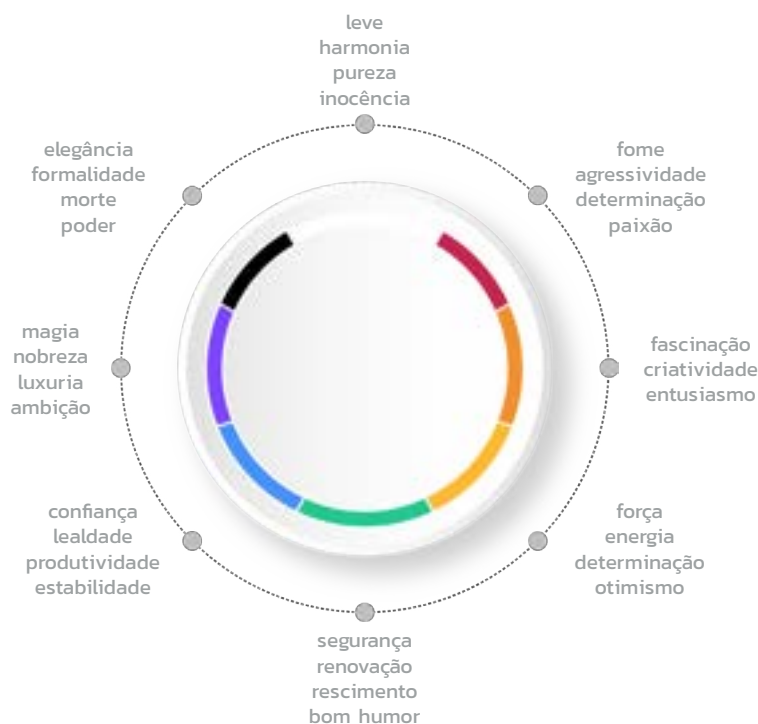 leve
harmonia
pureza
inocência
fome
agressividade
determinação
paixão
fascinação
criatividade
entusiasmo
força
energia
determinação
otimismo
segurança
renovação
rescimento
bom humor
confiança
lealdade
produtividade
estabilidade
magia
nobreza
luxuria
ambição
elegância
formalidade
morte
poder